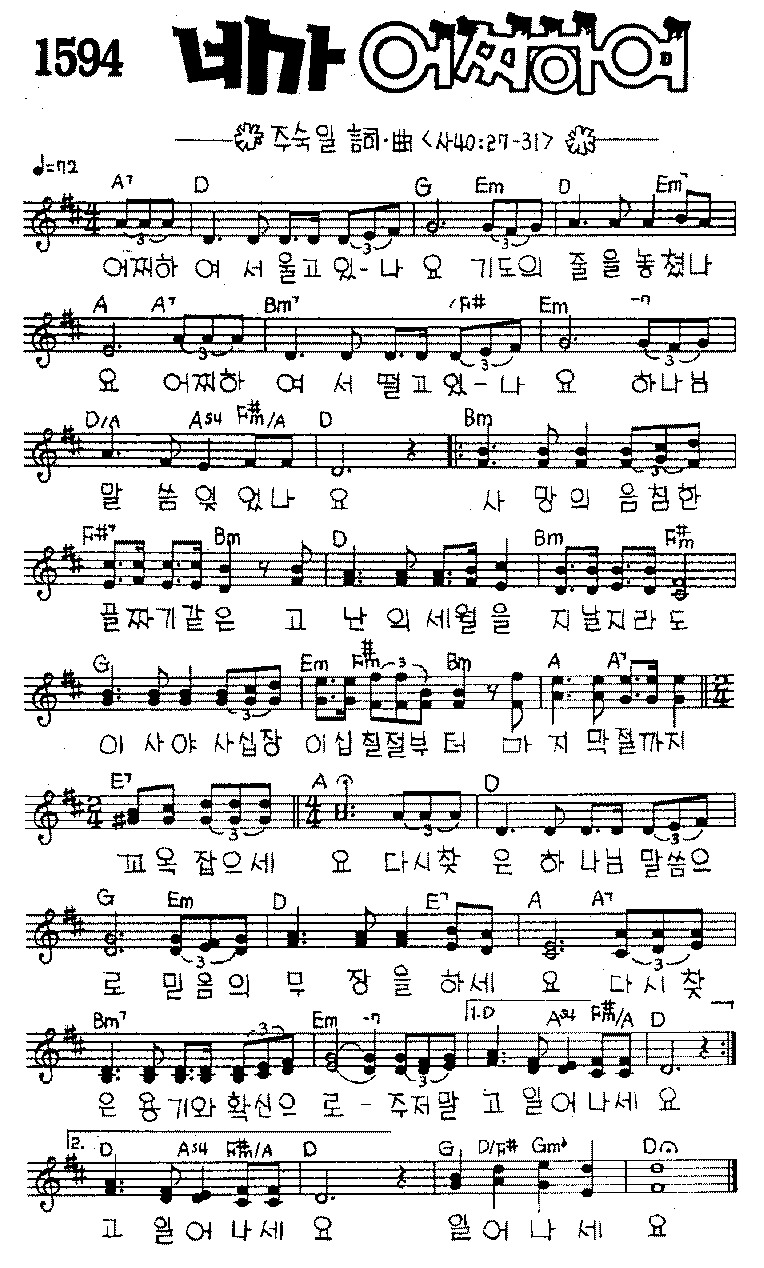 1594 네가 어찌하여
주숙일 詞·曲 <사40:27-31>
♩=72
A7 D G Em D Em7
어찌하 여 서 울고 있-나 요 기도의 줄 을 놓쳤나
A A7 Bm7 F# Em 7
요 어찌하 여 서 떨고 있-나 요 하나님
D/A Asus4 F#m/A D Bm
말 씀 잊 었나 요 사 망 의 음침한
F#7 Bm D Bm F#m
골짜기같은 고 난 의 세월을 지날지라도
G Em F#m Bm A A7
이 사야 사십장 이십칠절부 터 마 지 막절까지
E7 A D
꼬옥 잡으세 요 다시찾 은 하 나님 말씀으
G Em D E7 A A7
로 믿음의 무 장 을 하세 요 다시찾
Bm7 Em 7 1. D Asus4 F#m/A D
은 용기와 확신으 로 - 주저말 고 일어나세 요
2. D Asus4 F#m/A D G D/F# Gm6 D
고 일어 나세 요 일어 나 세 요